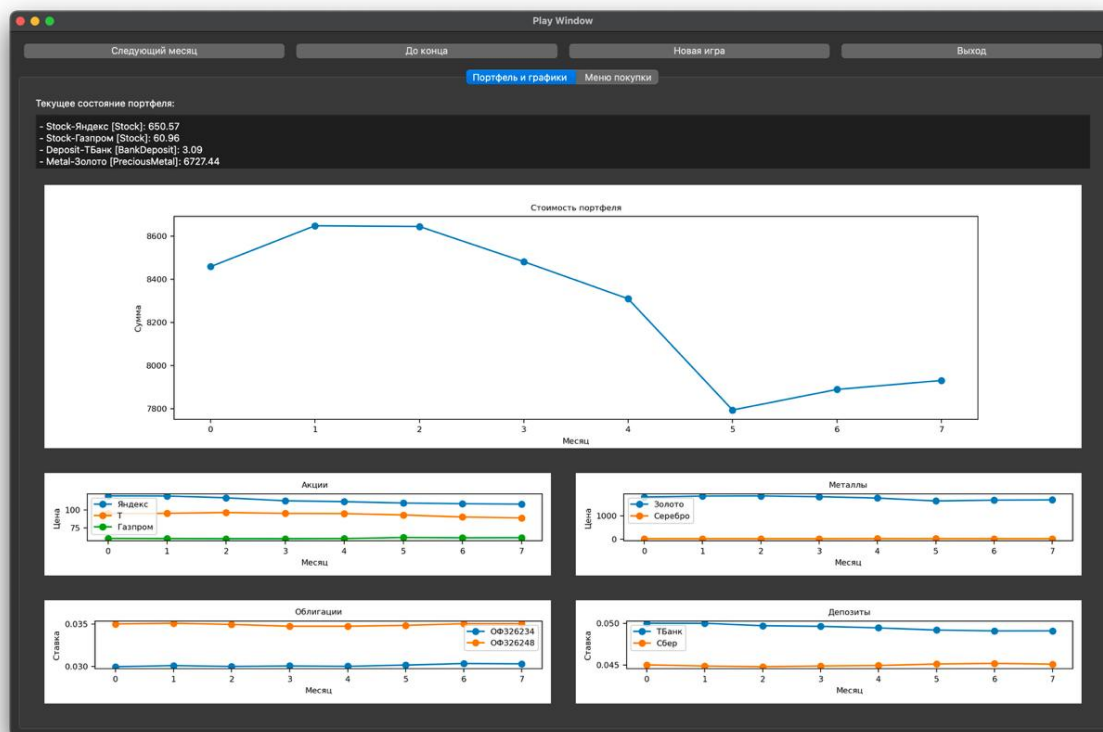 Play Window
Следующий месяц До конца Новая игра Выход
Портфель и графики Меню покупки
Текущее состояние портфеля:
- Stock-Яндекс [Stock]: 650.57
- Stock-Газпром [Stock]: 60.96
- Deposit-ТБанк [BankDeposit]: 3.09
- Metal-Золото [PreciousMetal]: 6727.44
Стоимость портфеля
8600
8400
8200
8000
7800
Сумма
0 1 2 3 4 5 6 7
Месяц
Акции
100
75
Цена
Яндекс
Т
Газпром
0 1 2 3 4 5 6 7
Месяц
Металлы
1000
0
Цена
Золото
Серебро
0 1 2 3 4 5 6 7
Месяц
Облигации
0.035
0.030
Ставка
ОФЗ26234
ОФЗ26248
0 1 2 3 4 5 6 7
Месяц
Депозиты
0.050
0.045
Ставка
ТБанк
Сбер
0 1 2 3 4 5 6 7
Месяц